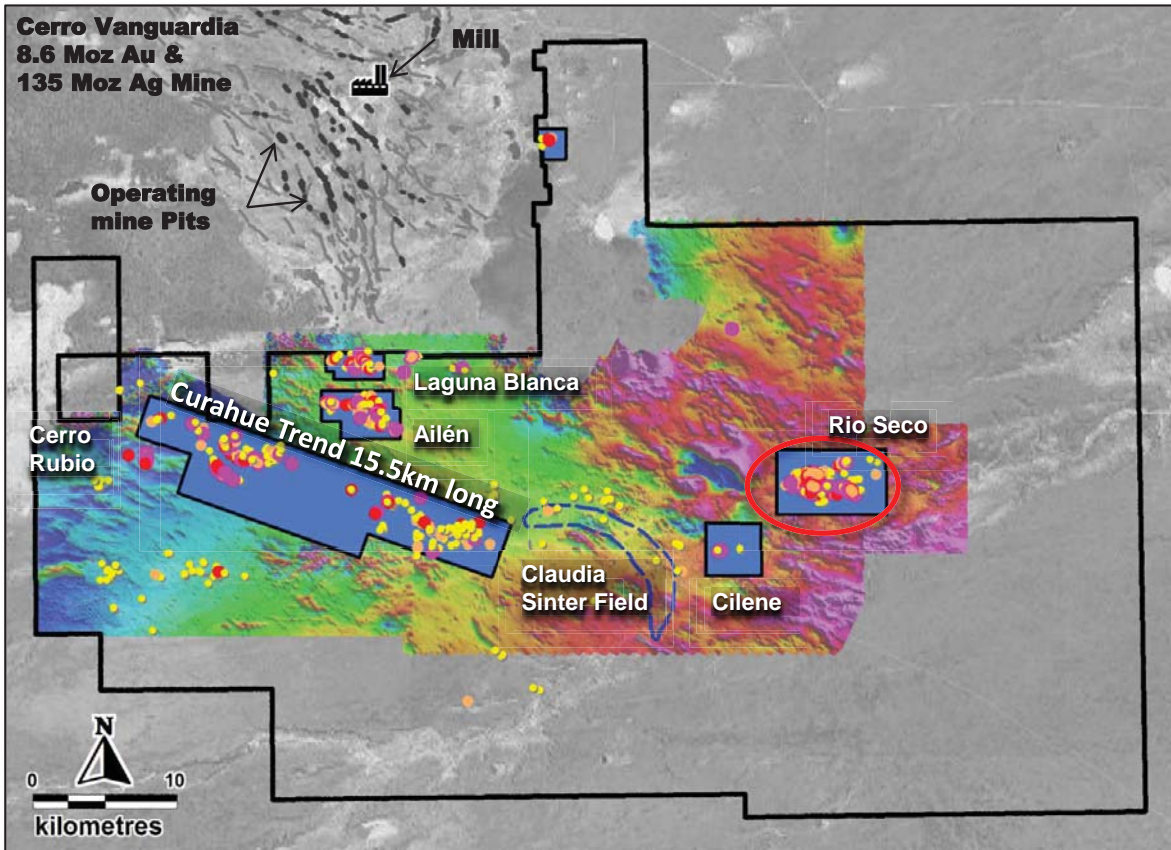 Cerro Vanguardia
8.6 Moz Au &
135 Moz Ag Mine
Mill
Operating
mine Pits
Laguna Blanca
Curahue Trend 15.5km long
Ailén
Rio Seco
Cerro
Rubio
Claudia
Sinter Field
Cilene
N
0 10
kilometres